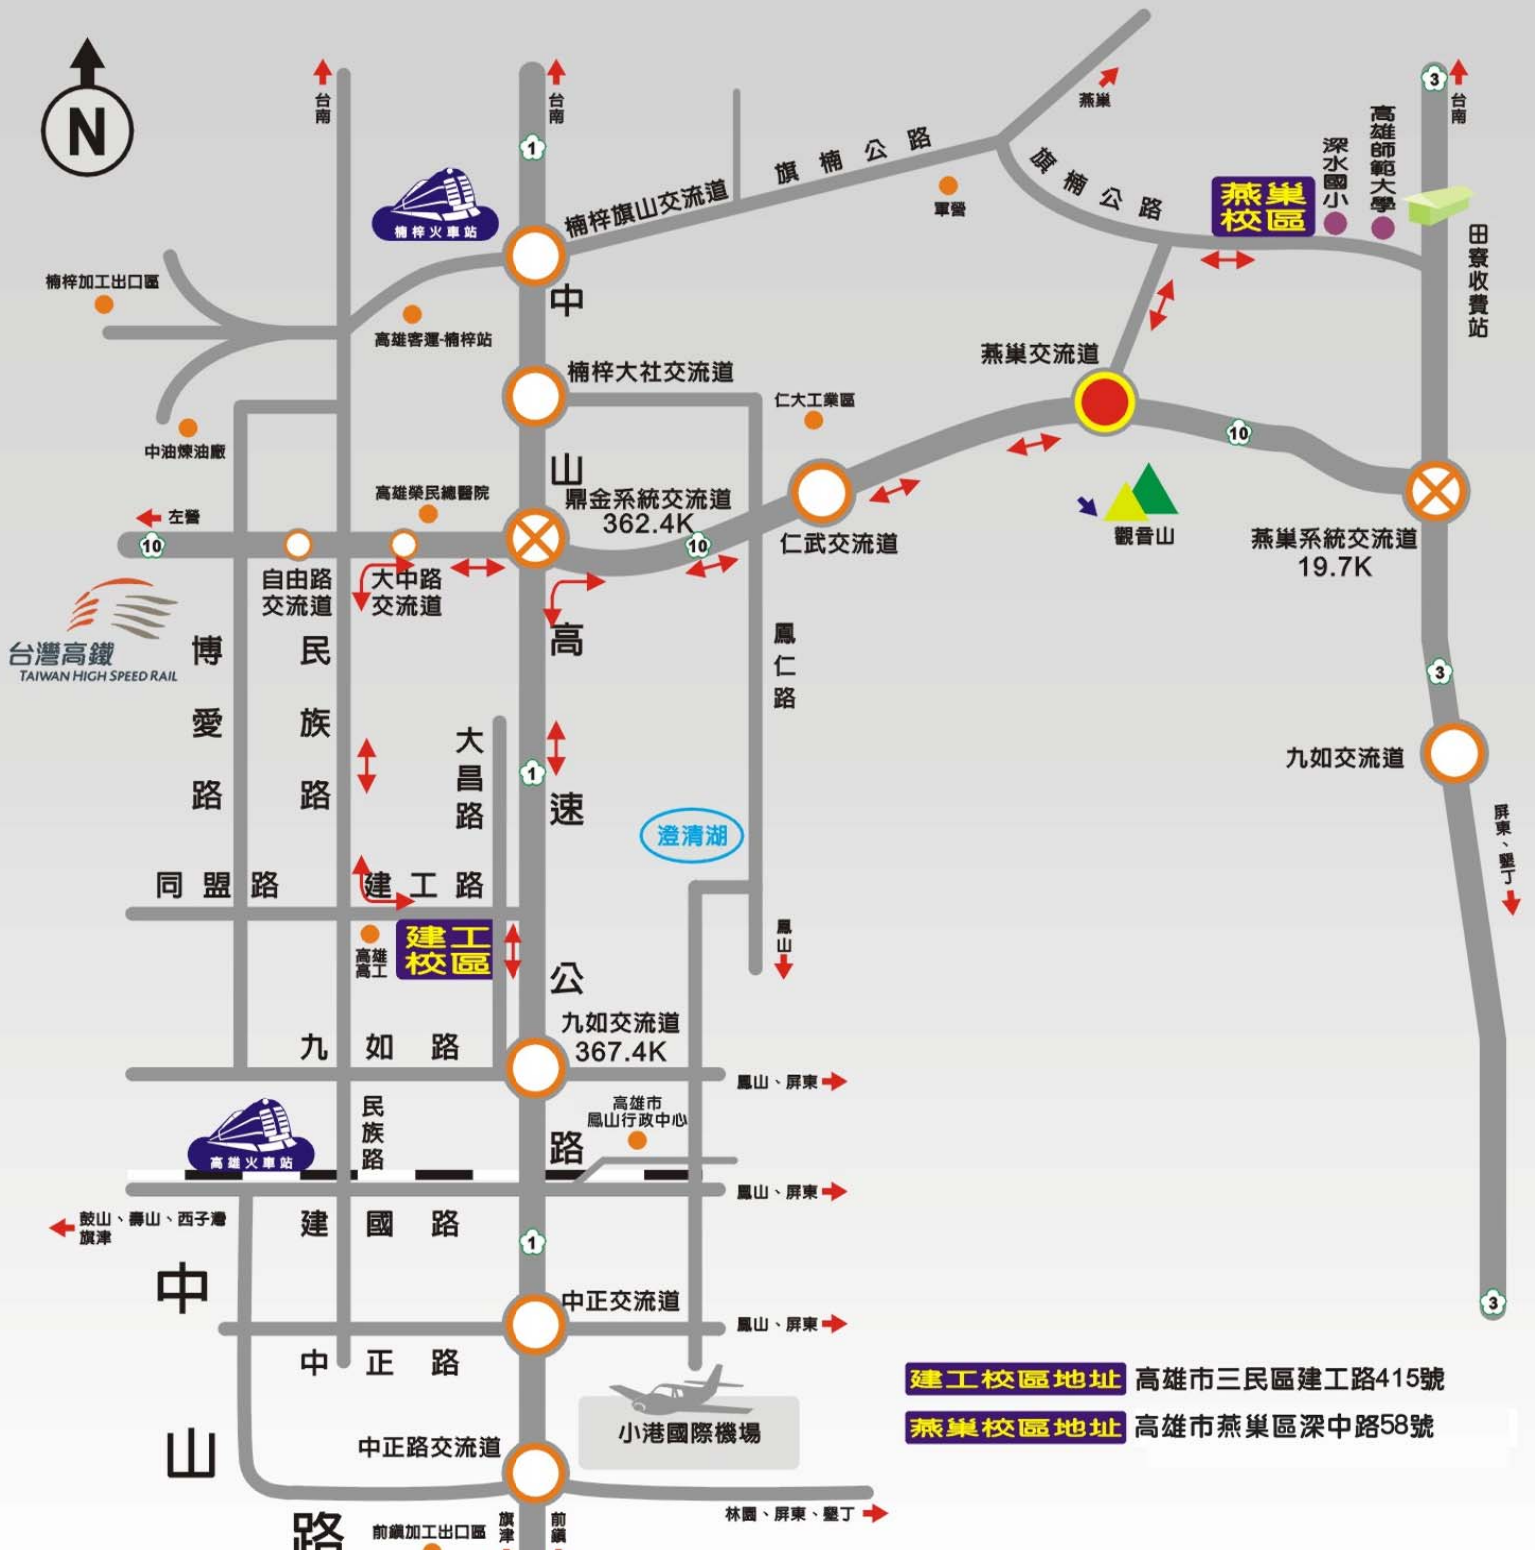 N
台南
台南
1
燕巢
3
台南
高雄師範大學
深水國小
燕巢
校區
旗楠公路
旗楠公路
楠梓旗山交流道
軍營
楠梓火車站
田寮收費站
楠梓加工出口區
高雄客運-楠梓站
中山高速公路
燕巢交流道
楠梓大社交流道
仁大工業區
中油煉油廠
10
高雄榮民總醫院
鼎金系統交流道
362.4K
左營
10
10
仁武交流道
觀音山
燕巢系統交流道
19.7K
自由路
交流道
大中路
交流道
台灣高鐵
TAIWAN HIGH SPEED RAIL
博愛路
民族路
鳳仁路
3
大昌路
1
九如交流道
澄清湖
屏東、墾丁
同盟路
建工路
高雄
高工
建工
校區
鳳山
九如路
九如交流道
367.4K
鳳山、屏東
高雄市
鳳山行政中心
民族路
高雄火車站
鳳山、屏東
鼓山、壽山、西子灣
旗津
建國路
1
中山路
中正交流道
3
鳳山、屏東
中正路
建工校區地址 高雄市三民區建工路415號
小港國際機場
燕巢校區地址 高雄市燕巢區深中路58號
中正路交流道
林園、屏東、墾丁
前鎮加工出口區
旗津
前鎮